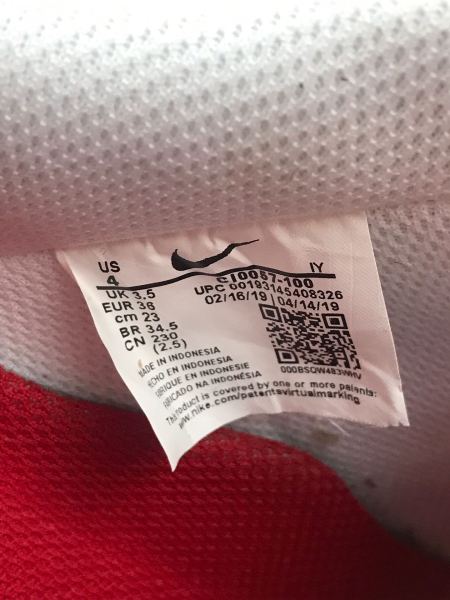 US IY
4 CI0057-100
UK 3.5 UPC 00193145408326
EUR 36 02/16/19 04/14/19
cm 23
BR 34.5
CN 230
(2.5) 000BSOW483WHV
MADE IN INDONESIA
HECHO EN INDONESIA
FABRIQUE EN INDONESIE
FABRICADO NA INDONÉSIA
This product is covered by one or more patents:
www.nike.com/patentsvirtualmarking